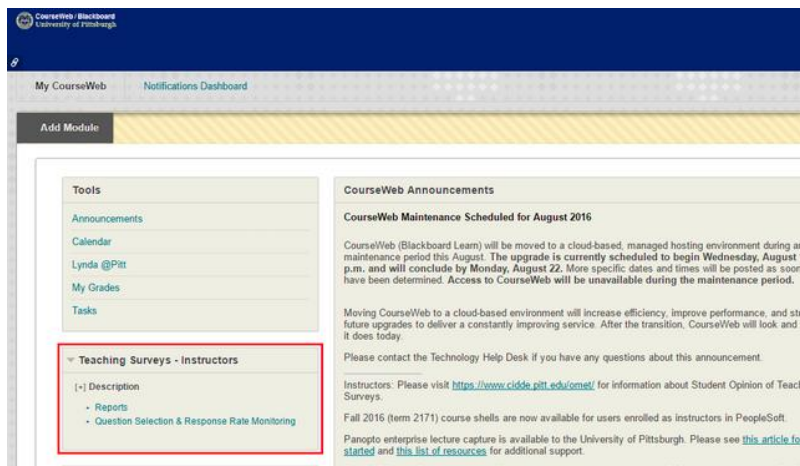 CourseWeb / Blackboard
University of Pittsburgh
My CourseWeb
Notifications Dashboard
Add Module
Tools
Announcements
Calendar
Lynda @Pitt
My Grades
Tasks
Teaching Surveys - Instructors
[-] Description
Reports
Question Selection & Response Rate Monitoring
CourseWeb Announcements
CourseWeb Maintenance Scheduled for August 2016
CourseWeb (Blackboard Learn) will be moved to a cloud-based, managed hosting environment during
maintenance period this August. The upgrade is currently scheduled to begin Wednesday, August
p.m. and will conclude by Monday, August 22. More specific dates and times will be posted as soon
have been determined. Access to CourseWeb will be unavailable during the maintenance period.
Moving CourseWeb to a cloud-based environment will increase efficiency, improve performance, and
future upgrades to deliver a constantly improving service. After the transition, CourseWeb will look and
it does today.
Please contact the Technology Help Desk if you have any questions about this announcement.
Instructors: Please visit https://www.cidde.pitt.edu/omet/ for information about Student Opinion of
Surveys.
Fall 2016 (term 2171) course shells are now available for users enrolled as instructors in PeopleSoft.
Panopto enterprise lecture capture is available to the University of Pittsburgh. Please see this article
started and this list of resources for additional support.